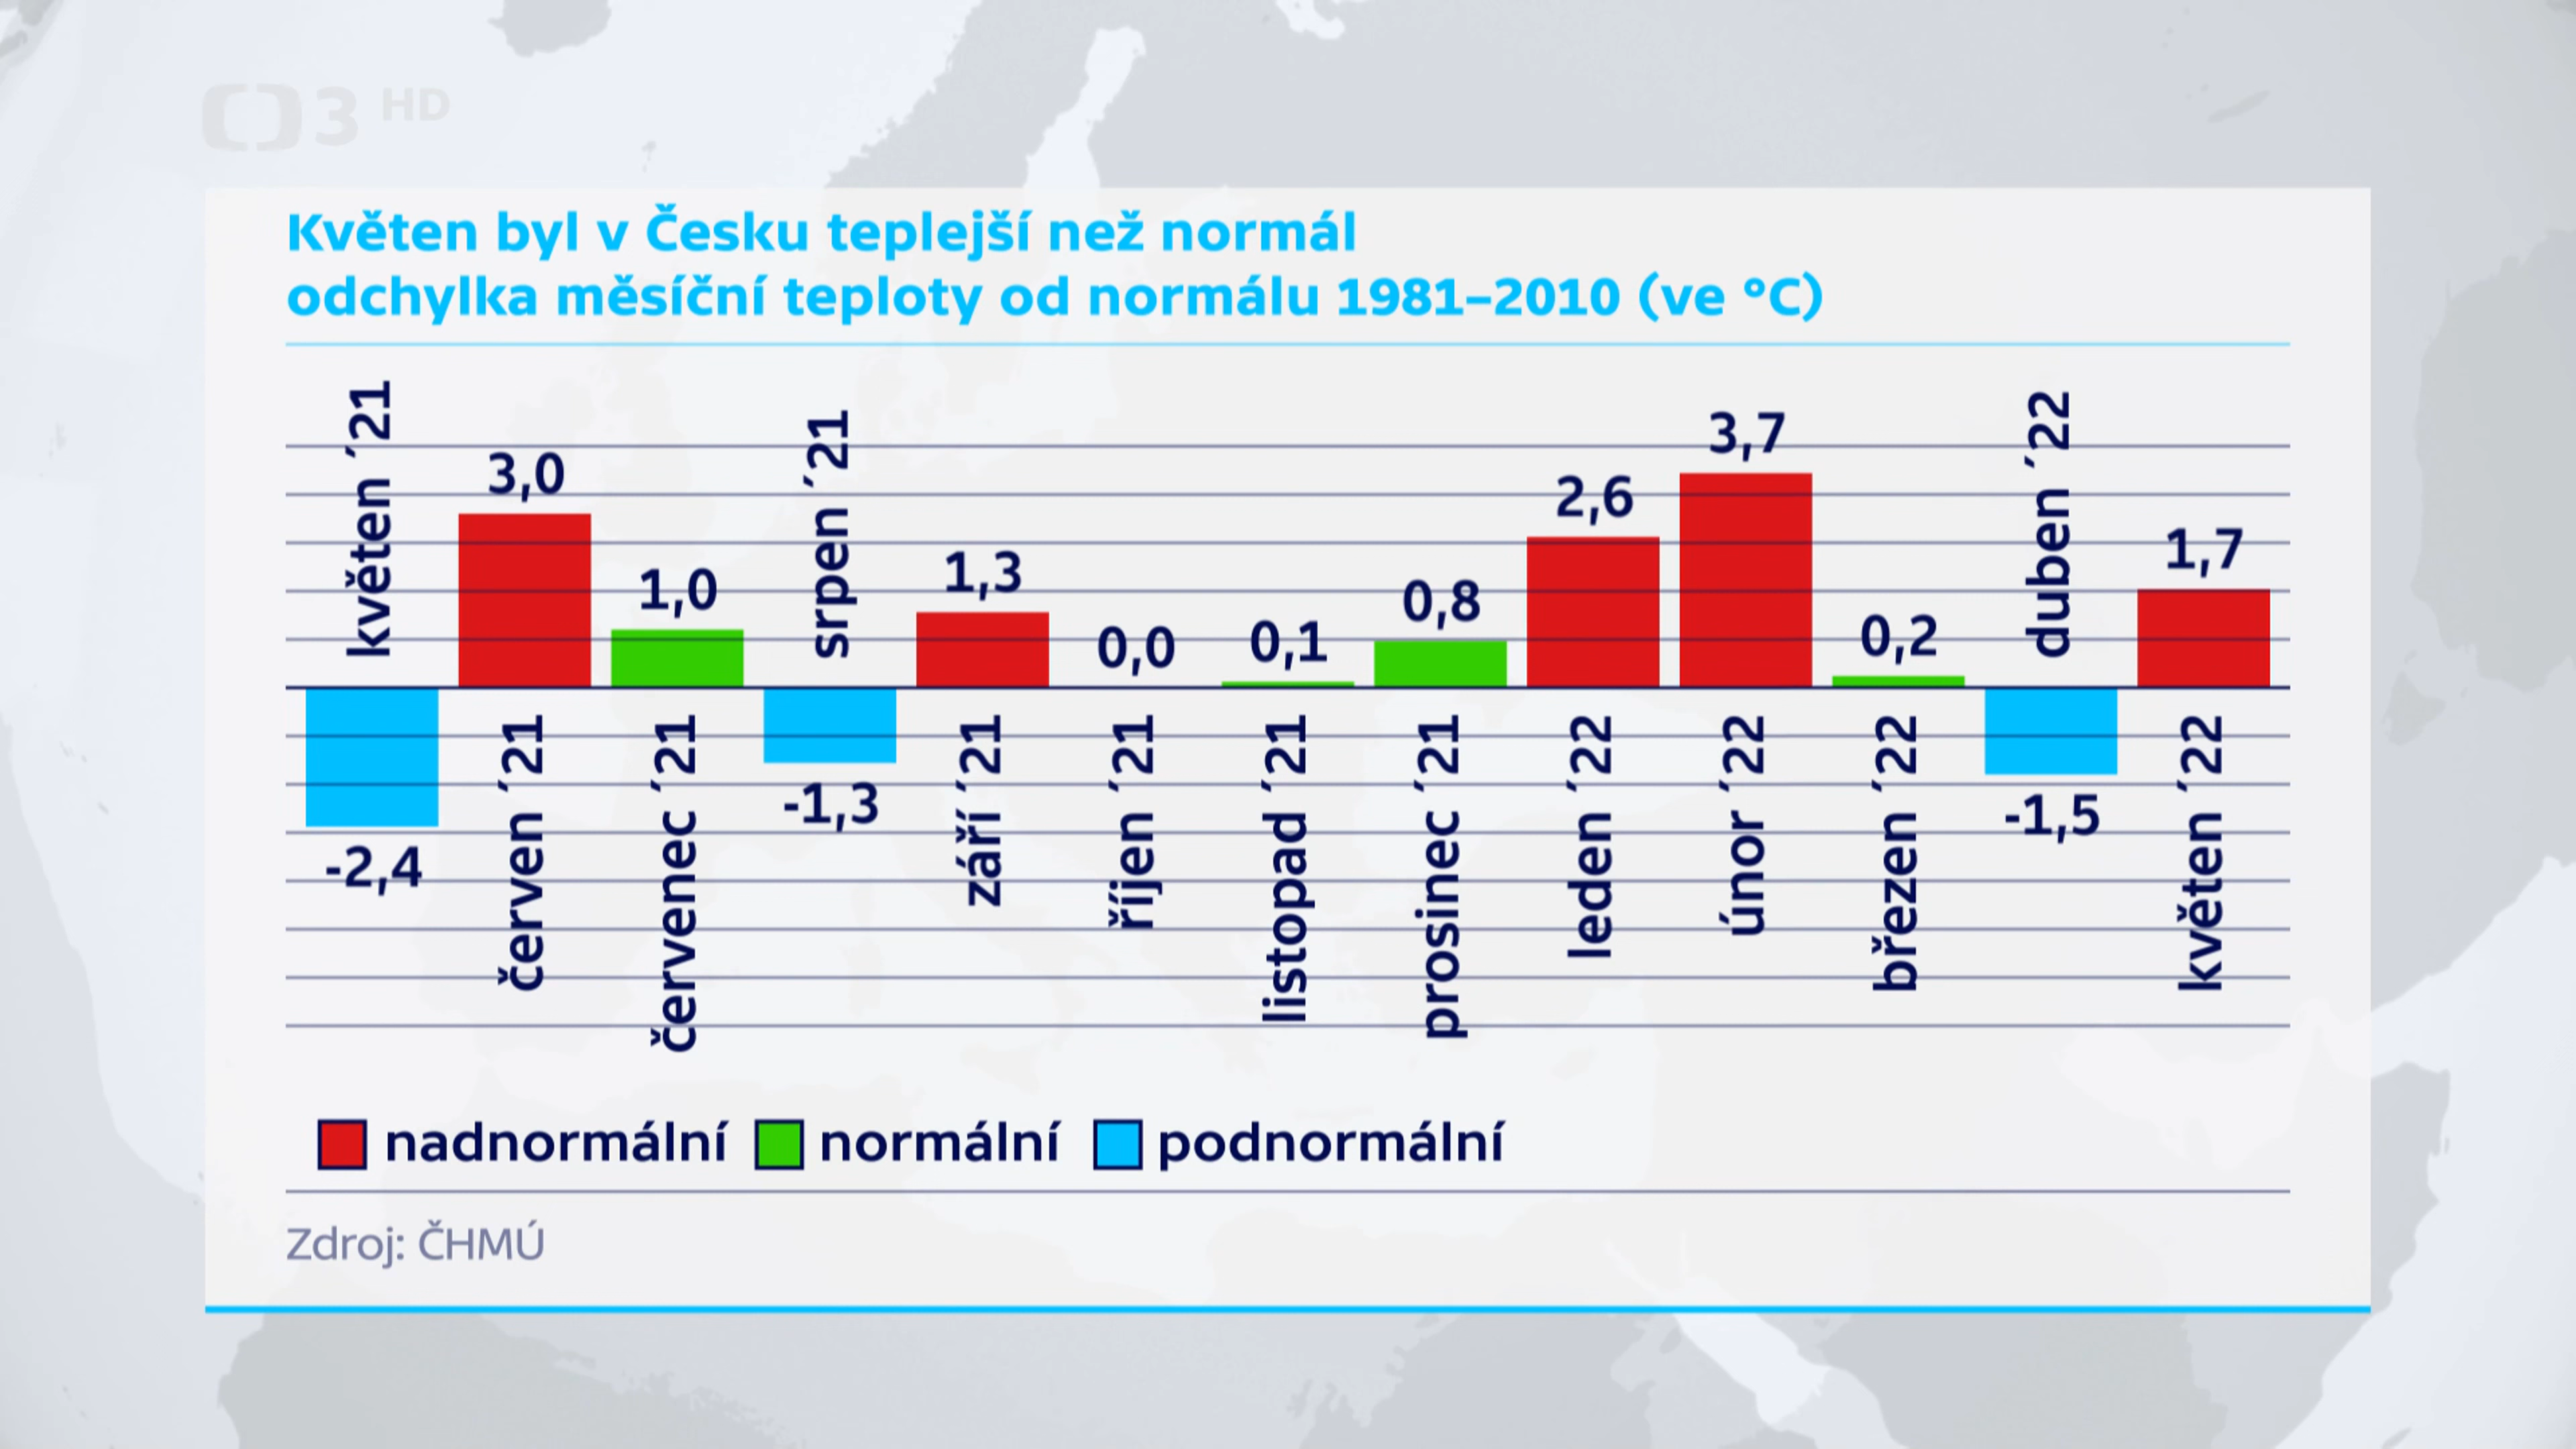 3 HD
Květen byl v Česku teplejší než normál
odchylka měsíční teploty od normálu 1981–2010 (ve °C)
květen ´21
-2,4
3,0
červen ´21
1,0
červenec ´21
srpen ´21
-1,3
1,3
září ´21
0,0
říjen ´21
0,1
listopad ´21
0,8
prosinec ´21
2,6
leden ´22
3,7
únor ´22
0,2
březen ´22
duben ´22
-1,5
1,7
květen ´22
nadnormální normální podnormální
Zdroj: ČHMÚ